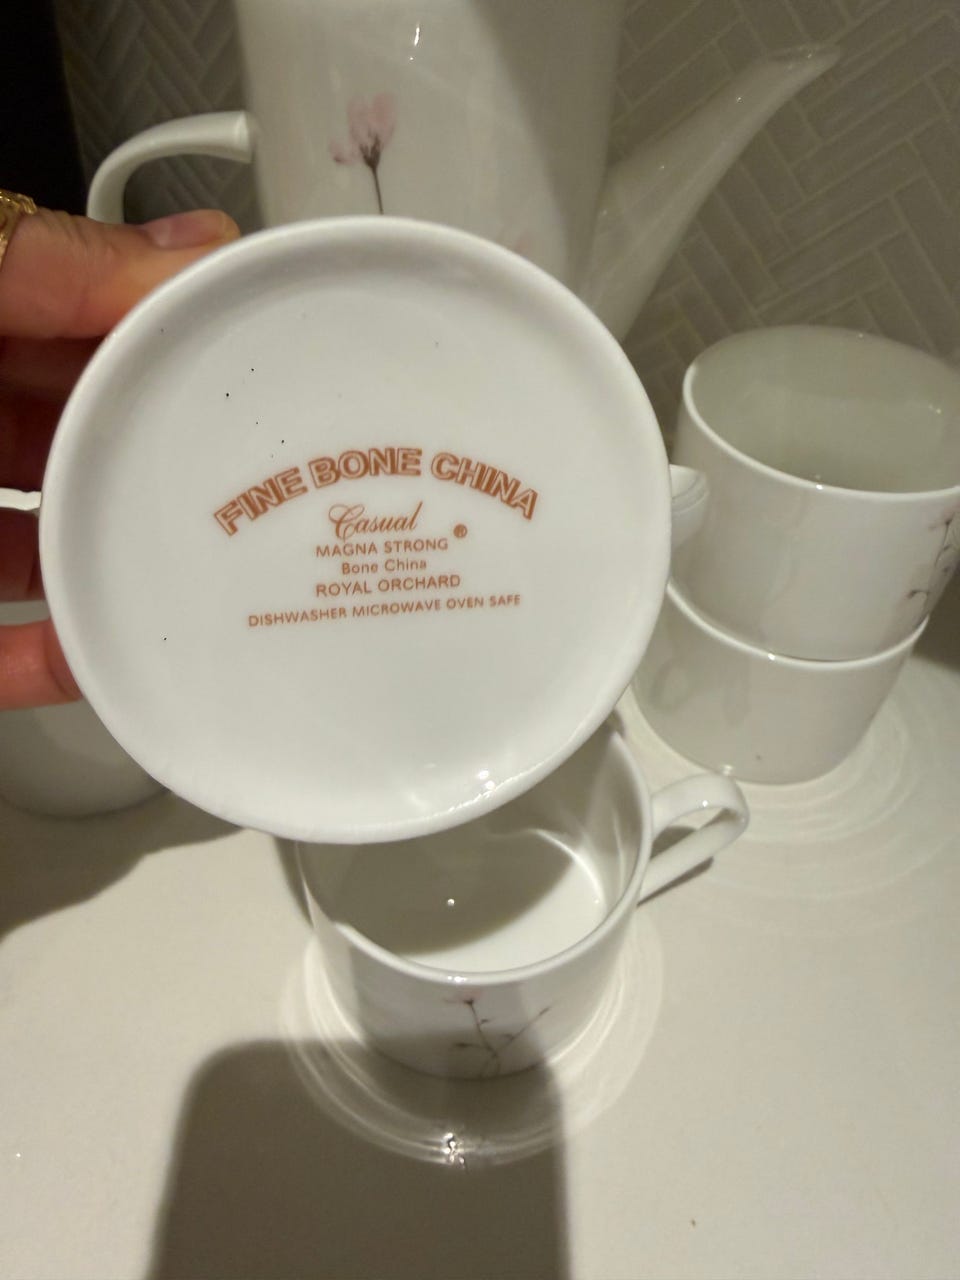 FINE BONE CHINA
Casual
MAGNA STRONG ®
Bone China
ROYAL ORCHARD
DISHWASHER MICROWAVE OVEN SAFE